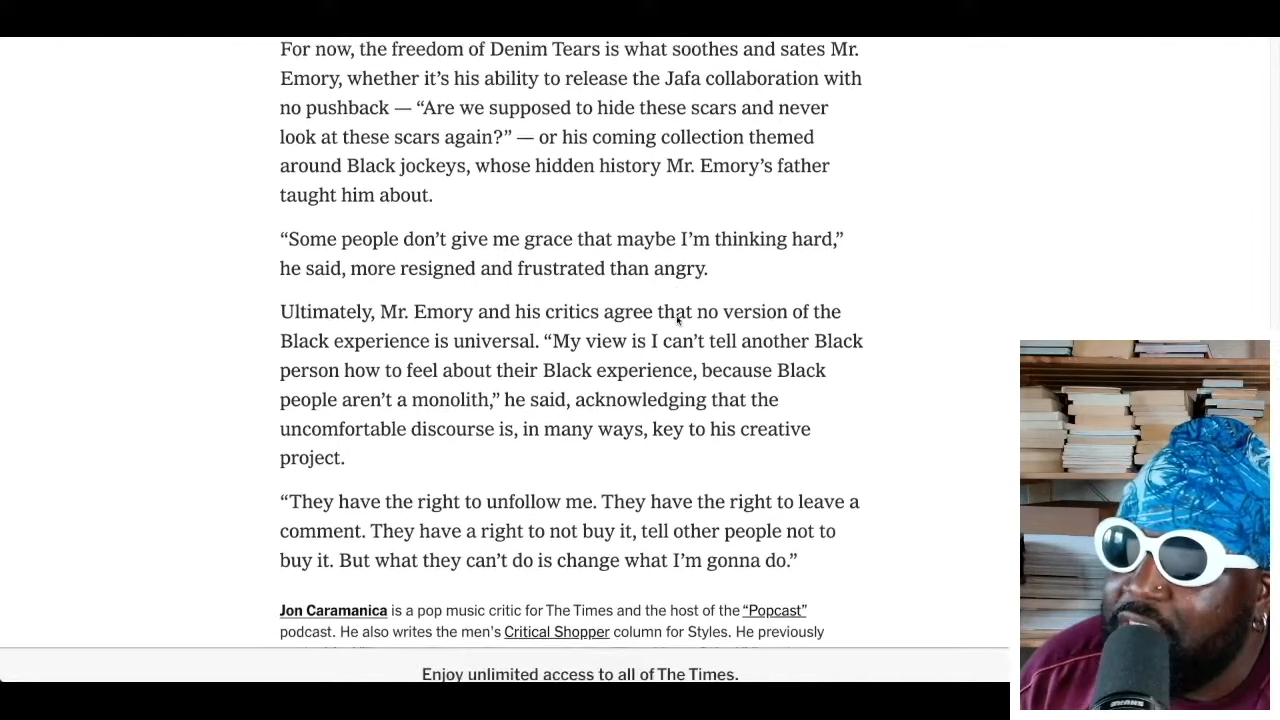 For now, the freedom of Denim Tears is what soothes and sates Mr.
Emory, whether it’s his ability to release the Jafa collaboration with
no pushback — “Are we supposed to hide these scars and never
look at these scars again?” — or his coming collection themed
around Black jockeys, whose hidden history Mr. Emory’s father
taught him about.
“Some people don’t give me grace that maybe I’m thinking hard,”
he said, more resigned and frustrated than angry.
Ultimately, Mr. Emory and his critics agree that no version of the
Black experience is universal. “My view is I can’t tell another Black
person how to feel about their Black experience, because Black
people aren’t a monolith,” he said, acknowledging that the
uncomfortable discourse is, in many ways, key to his creative
project.
“They have the right to unfollow me. They have the right to leave a
comment. They have a right to not buy it, tell other people not to
buy it. But what they can’t do is change what I’m gonna do.”
Jon Caramanica is a pop music critic for The Times and the host of the “Popcast”
podcast. He also writes the men's Critical Shopper column for Styles. He previously
Enjoy unlimited access to all of The Times.